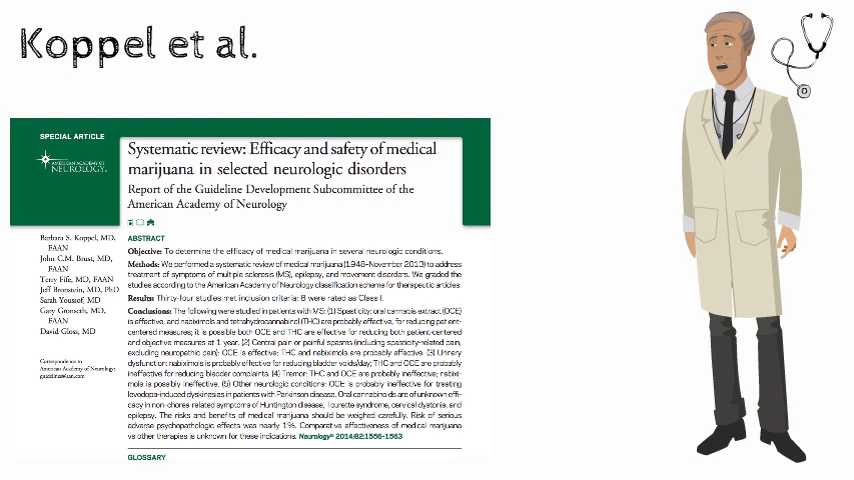 Koppel et al.
SPECIAL ARTICLE
AMERICAN ACADEMY OF
NEUROLOGY.
Systematic review: Efficacy and safety of medical
marijuana in selected neurologic disorders
Report of the Guideline Development Subcommittee of the
American Academy of Neurology
Barbara S. Koppel, MD,
FAAN
John C.M. Brust, MD,
FAAN
Terry Fife, MD, FAAN
Jeff Bronstein, MD, PhD
Sarah Youssof, MD
Gary Gronseth, MD,
FAAN
David Gloss, MD
Correspondence to
American Academy of Neurology:
guidelines@aan.com
ABSTRACT
Objective: To determine the efficacy of medical marijuana in several neurologic conditions.
Methods: We performed a systematic review of medical marijuana (1948–November 2013) to address
treatment of symptoms of multiple sclerosis (MS), epilepsy, and movement disorders. We graded the
studies according to the American Academy of Neurology classification scheme for therapeutic articles.
Results: Thirty-four studies met inclusion criteria; 8 were rated as Class I.
Conclusions: The following were studied in patients with MS: (1) Spasticity: oral cannabis extract (OCE)
is effective, and nabiximols and tetrahydrocannabinol (THC) are probably effective, for reducing patient-
centered measures; it is possible both OCE and THC are effective for reducing both patient-centered
and objective measures at 1 year. (2) Central pain or painful spasms (including spasticity-related pain,
excluding neuropathic pain): OCE is effective; THC and nabiximols are probably effective. (3) Urinary
dysfunction: nabiximols is probably effective for reducing bladder voids/day; THC and OCE are probably
ineffective for reducing bladder complaints. (4) Tremor: THC and OCE are probably ineffective; nabixi-
mols is possibly ineffective. (5) Other neurologic conditions: OCE is probably ineffective for treating
levodopa-induced dyskinesias in patients with Parkinson disease. Oral cannabinoids are of unknown effi-
cacy in non–chorea-related symptoms of Huntington disease, Tourette syndrome, cervical dystonia, and
epilepsy. The risks and benefits of medical marijuana should be weighed carefully. Risk of serious
adverse psychopathologic effects was nearly 1%. Comparative effectiveness of medical marijuana
vs other therapies is unknown for these indications. Neurology® 2014;82:1556–1563
GLOSSARY